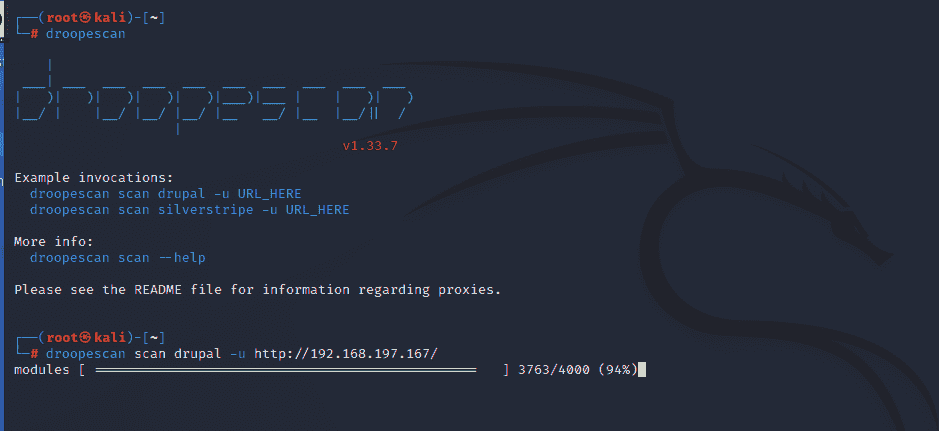 ┌──(root㉿kali)-[~]
└─# droopescan
v1.33.7
Example invocations:
droopescan scan drupal -u URL_HERE
droopescan scan silverstripe -u URL_HERE
More info:
droopescan scan --help
Please see the README file for information regarding proxies.
┌──(root㉿kali)-[~]
└─# droopescan scan drupal -u http://192.168.197.167/
modules [ ================================================   ] 3763/4000 (94%)